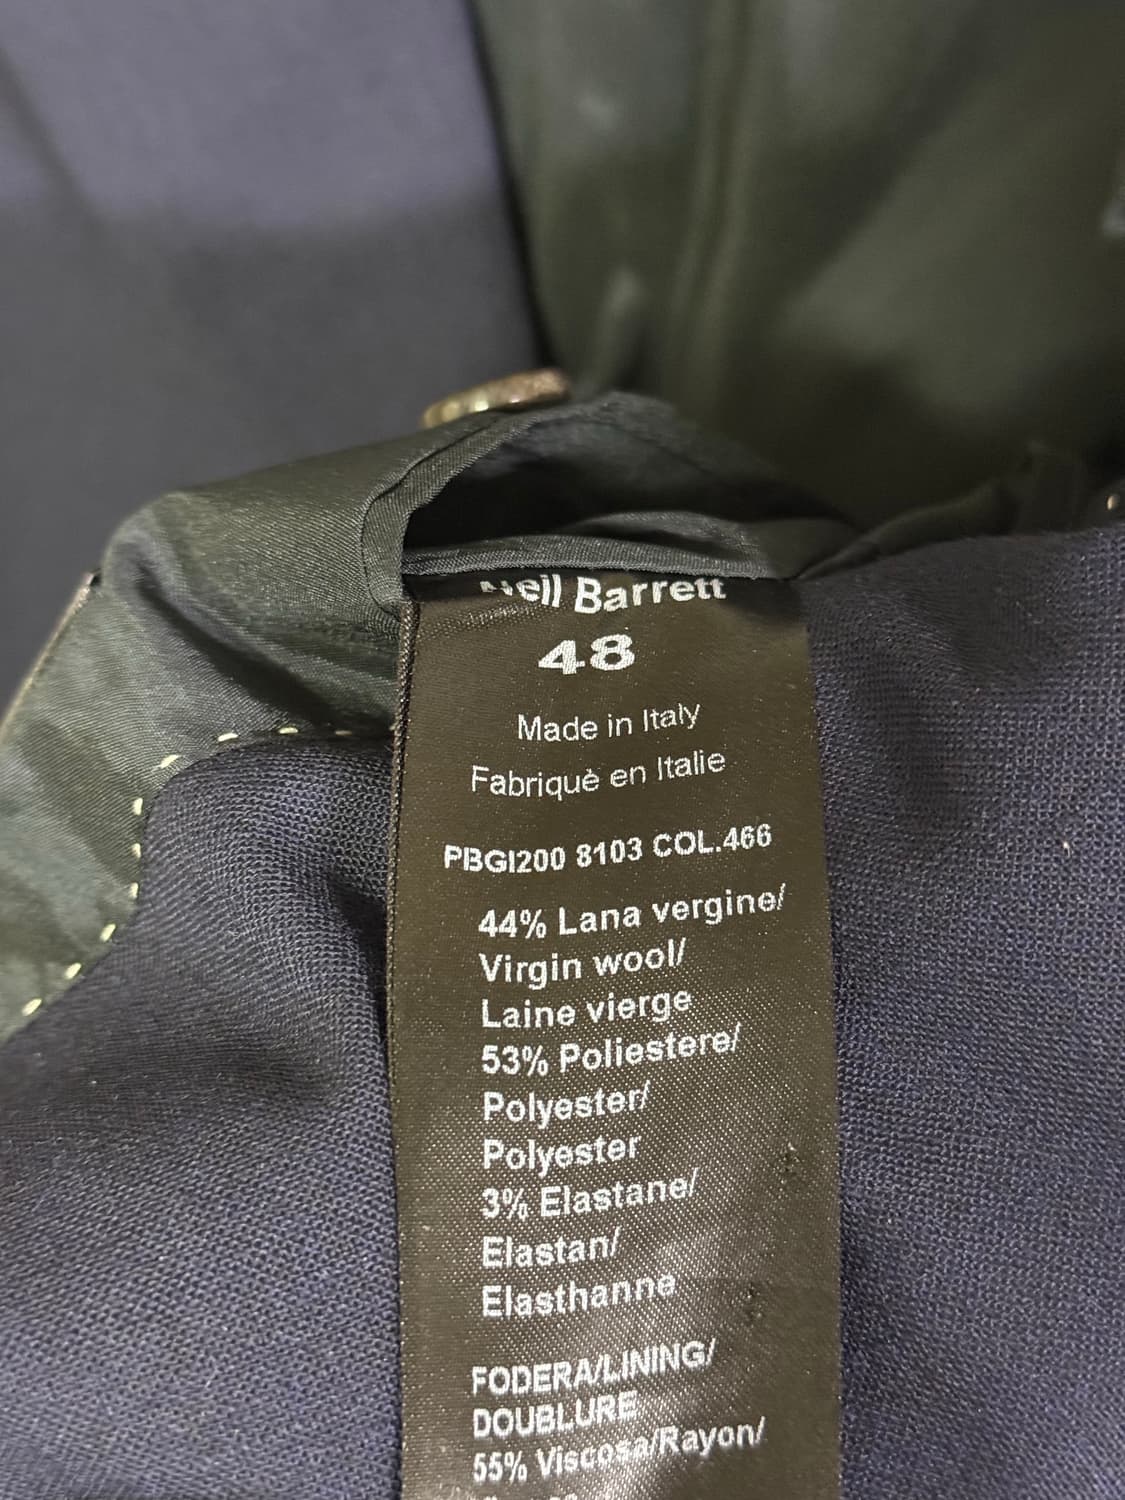 Neil Barrett
48
Made in Italy
Fabriquè en Italie
PBGI200 8103 COL.466
44% Lana vergine/
Virgin wool/
Laine vierge
53% Poliestere/
Polyester/
Polyester
3% Elastane/
Elastan/
Elasthanne
FODERA/LINING/
DOUBLURE
55% Viscosa/Rayon/